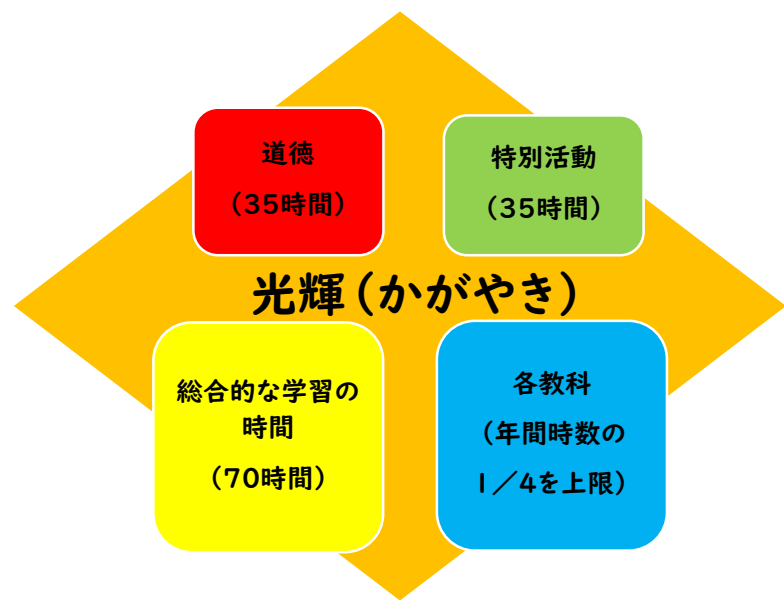 道徳
（35時間）
特別活動
（35時間）
光輝（かがやき）
総合的な学習の
時間
（70時間）
各教科
（年間時数の
1／4を上限）